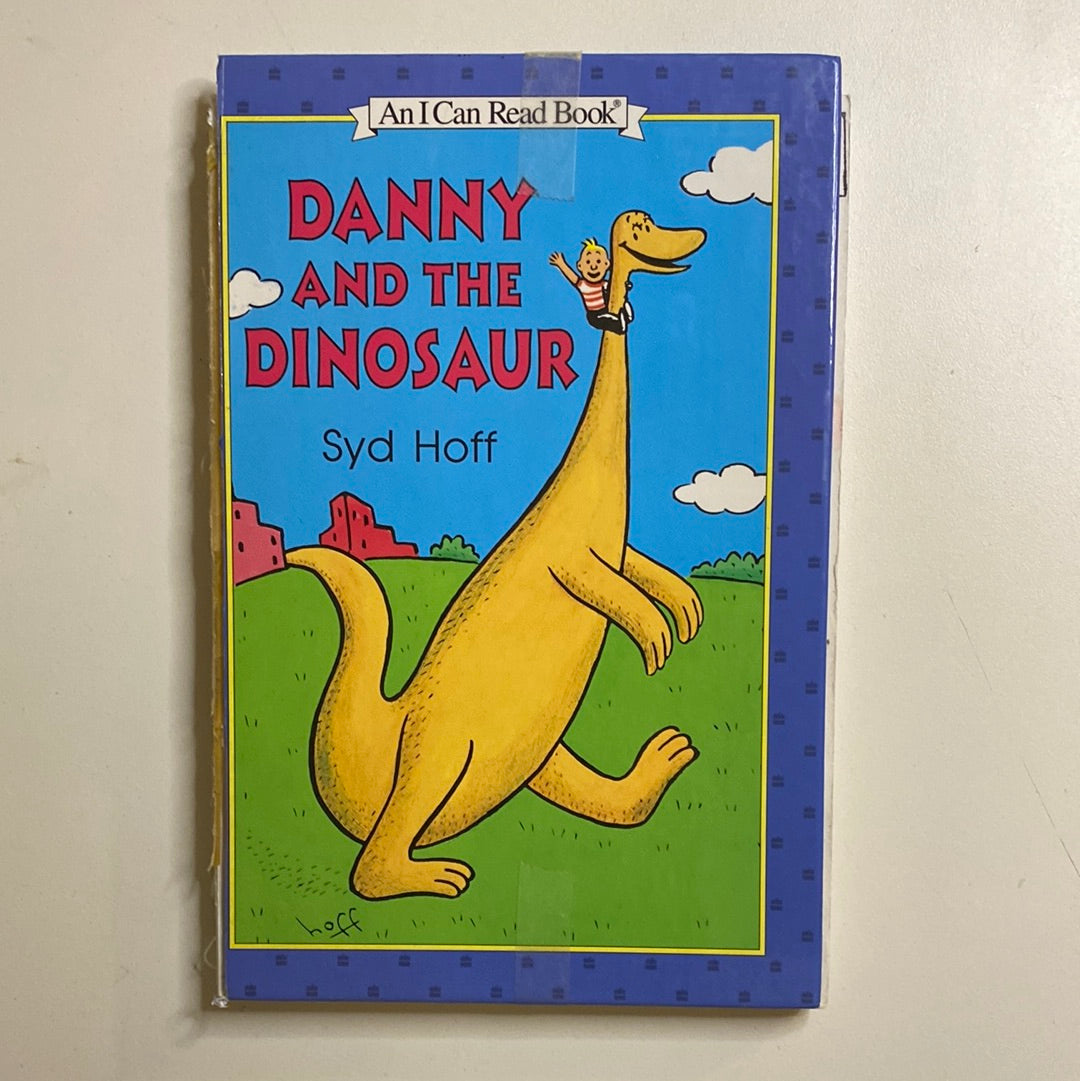 An I Can Read Book®
DANNY
AND THE
DINOSAUR
Syd Hoff
hoff